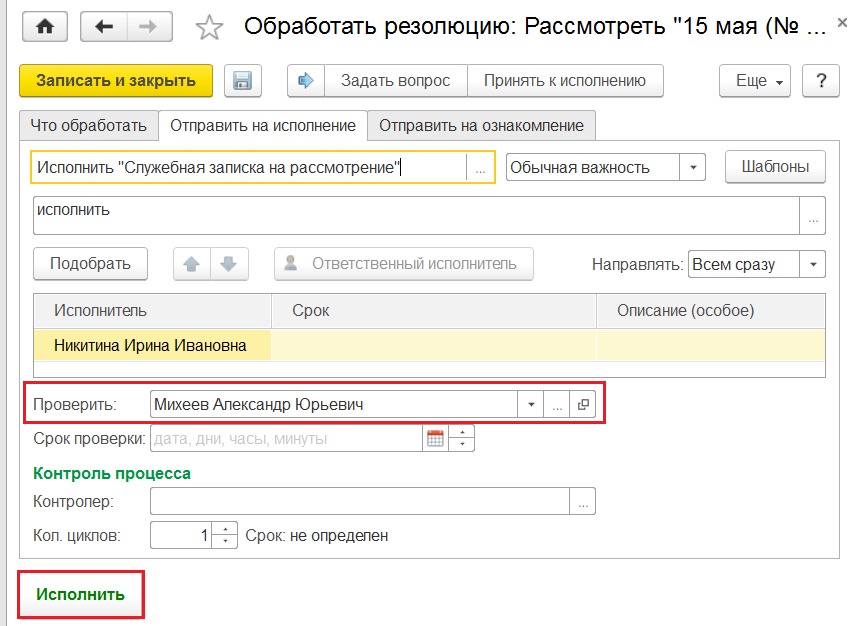 Обработать резолюцию: Рассмотреть "15 мая (№ ...
Записать и закрыть Задать вопрос Принять к исполнению Еще ?
Что обработать Отправить на исполнение Отправить на ознакомление
Исполнить "Служебная записка на рассмотрение" ... Обычная важность Шаблоны
исполнить
...
Подобрать Ответственный исполнитель Направлять: Всем сразу
Исполнитель Срок Описание (особое)
Никитина Ирина Ивановна
Проверить: Михеев Александр Юрьевич ...
Срок проверки: дата, дни, часы, минуты
Контроль процесса
Контролер: ...
Кол. циклов: 1 Срок: не определен
Исполнить